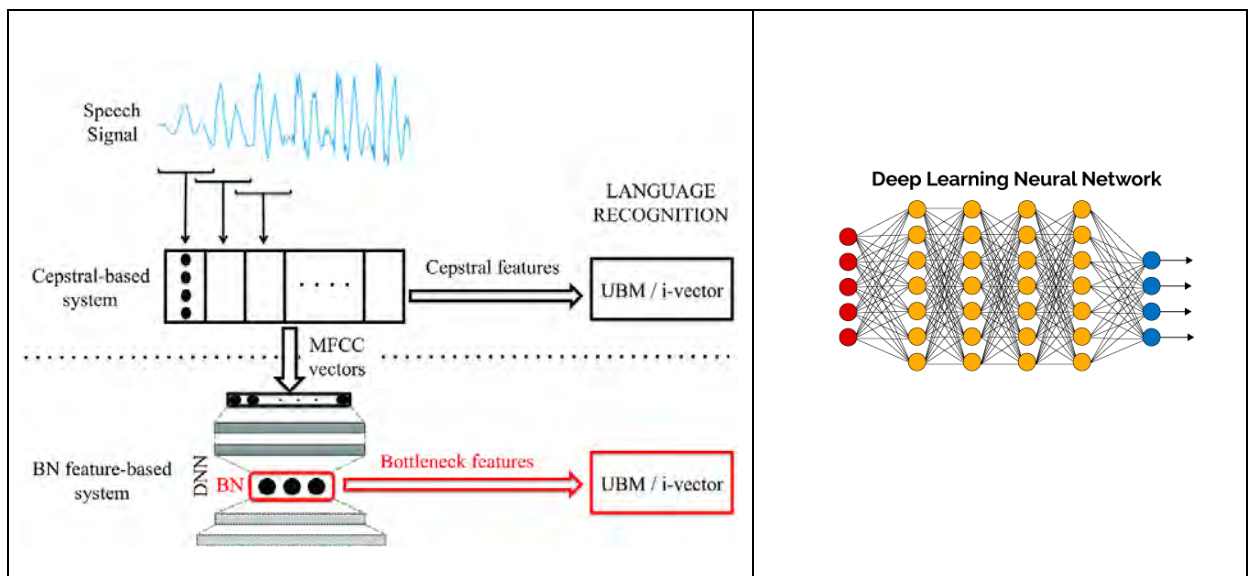 Speech
Signal
LANGUAGE
RECOGNITION
Cepstral-based
system
Cepstral features
UBM / i-vector
MFCC
vectors
BN feature-based
system
DNN
BN
Bottleneck features
UBM / i-vector
Deep Learning Neural Network